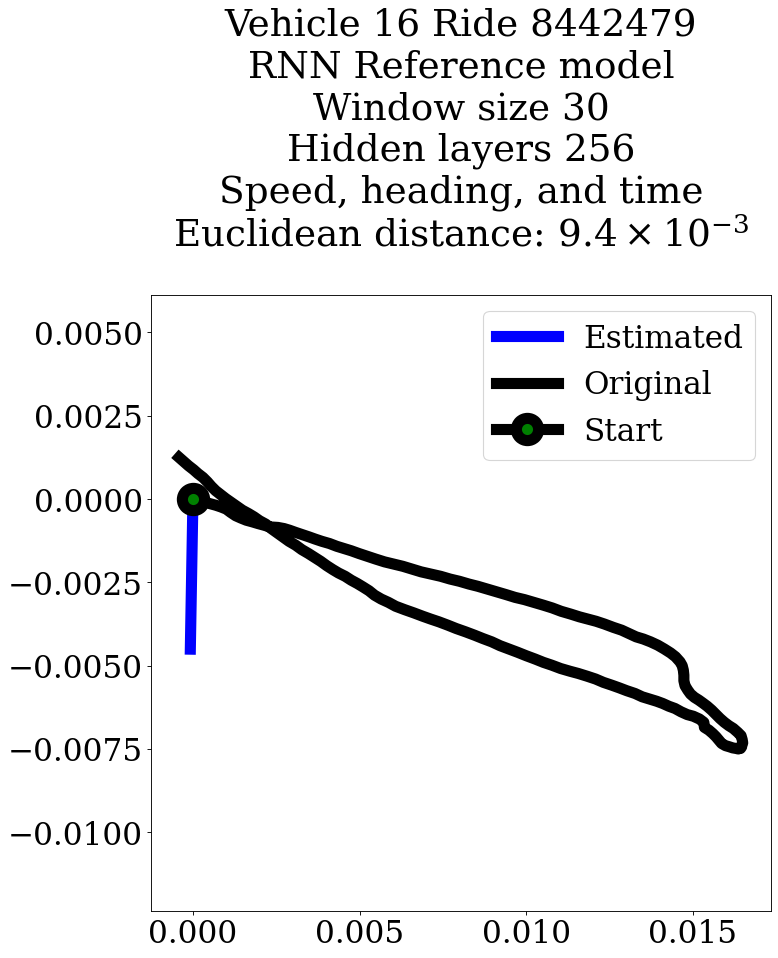 Vehicle 16 Ride 8442479
RNN Reference model
Window size 30
Hidden layers 256
Speed, heading, and time
Euclidean distance: 9.4 × 10⁻³
Estimated
Original
Start
0.0050
0.0025
0.0000
−0.0025
−0.0050
−0.0075
−0.0100
0.000 0.005 0.010 0.015